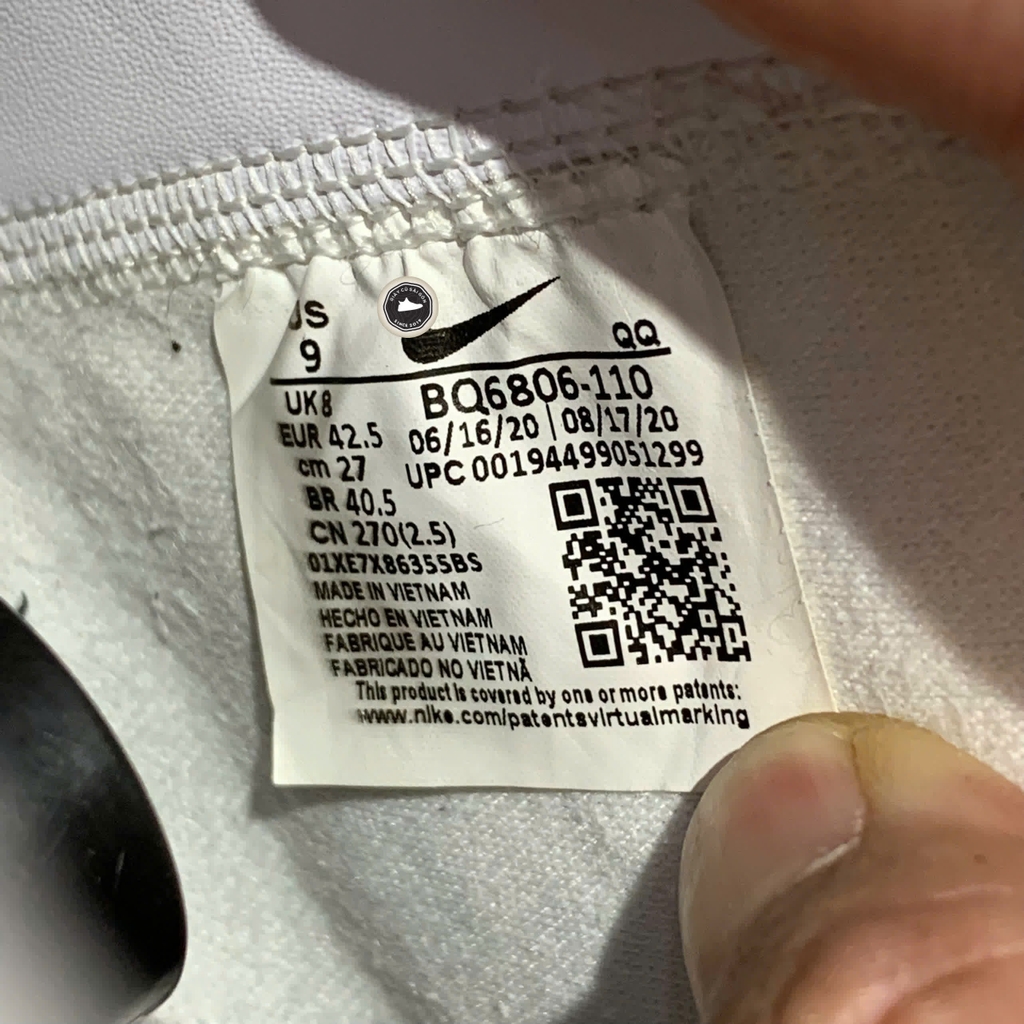 US
9
QQ
UK 8
BQ6806-110
EUR 42.5
06/16/20 | 08/17/20
cm 27
UPC 00194499051299
BR 40.5
CN 270(2.5)
01XE7X86355BS
MADE IN VIETNAM
HECHO EN VIETNAM
FABRIQUE AU VIETNAM
FABRICADO NO VIETNÃ
This product is covered by one or more patents:
www.nike.com/patentsvirtualmarking
SINCE 2019